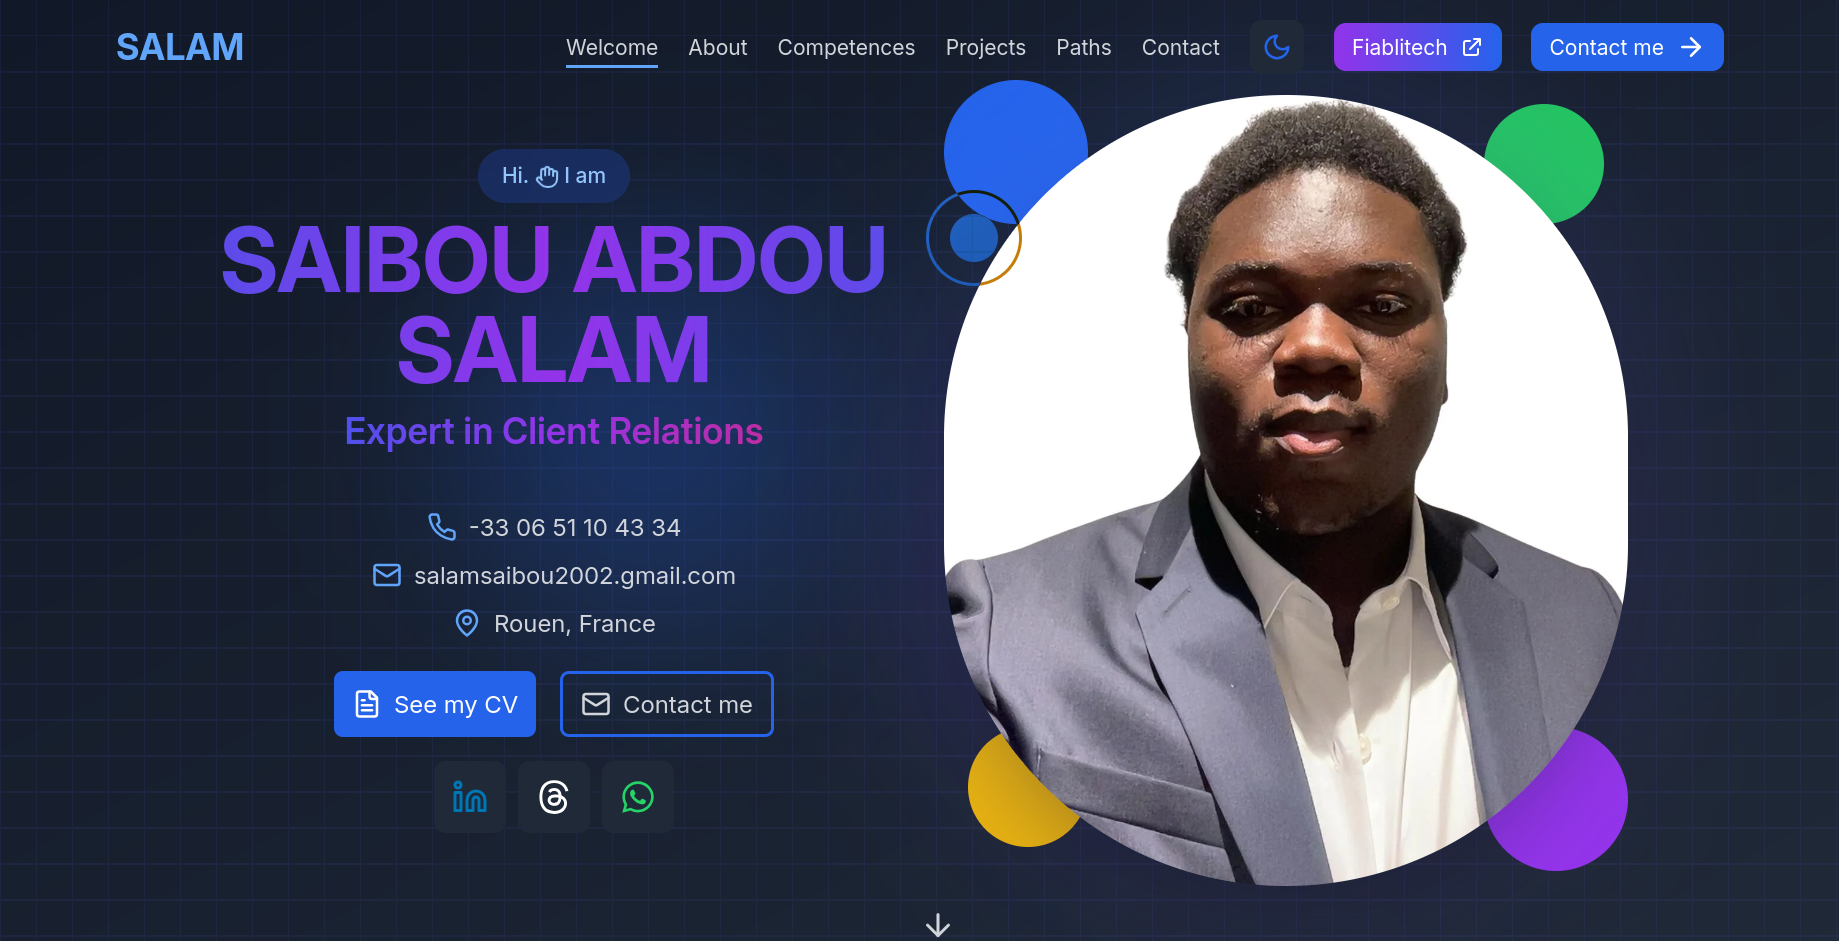 SALAM
Welcome About Competences Projects Paths Contact Fiablitech Contact me
Hi. I am
SAIBOU ABDOU
SALAM
Expert in Client Relations
-33 06 51 10 43 34
salamsaibou2002.gmail.com
Rouen, France
See my CV Contact me